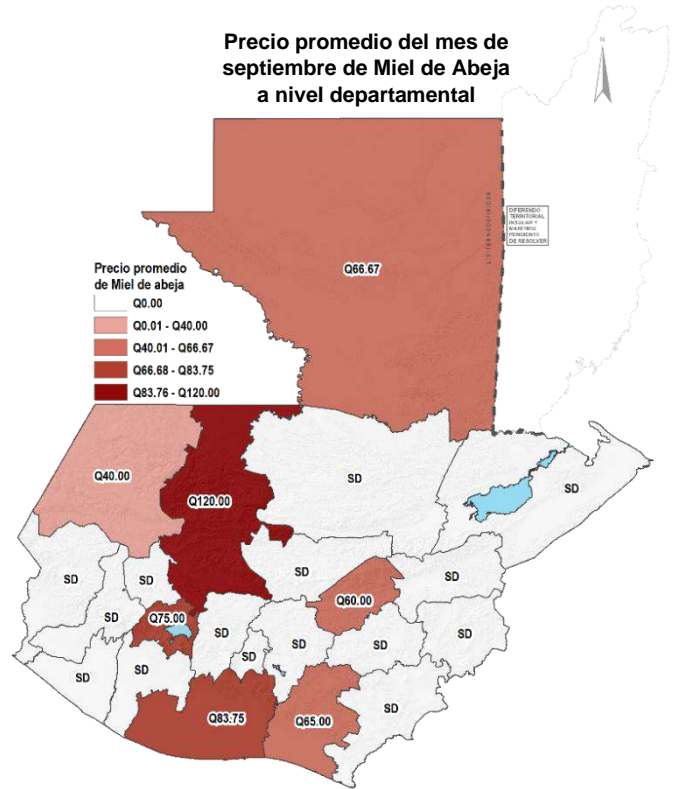 Precio promedio del mes de
septiembre de Miel de Abeja
a nivel departamental
N
DIFERENDO
TERRITORIAL
INSULAR Y
MARÍTIMO
PENDIENTE
DE RESOLVER
Q66.67
Precio promedio
de Miel de abeja
Q0.00
Q0.01 - Q40.00
Q40.01 - Q66.67
Q66.68 - Q83.75
Q83.76 - Q120.00
Q40.00
Q120.00
SD
SD
SD
SD
SD
SD
Q60.00
SD
Q75.00
SD
SD
SD
SD
SD
SD
SD
SD
Q83.75
Q65.00
SD